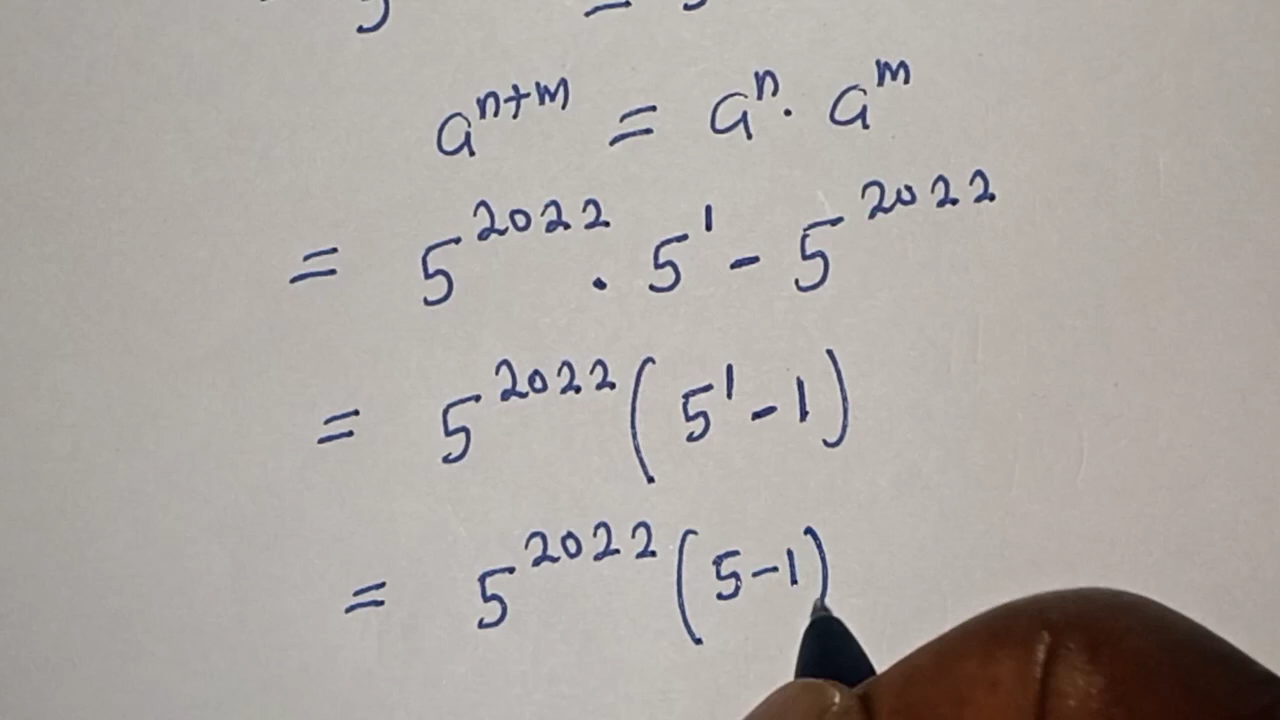 a^{n+m} = a^n · a^m
= 5^{2022} · 5^1 - 5^{2022}
= 5^{2022} (5^1 - 1)
= 5^{2022} (5 - 1)